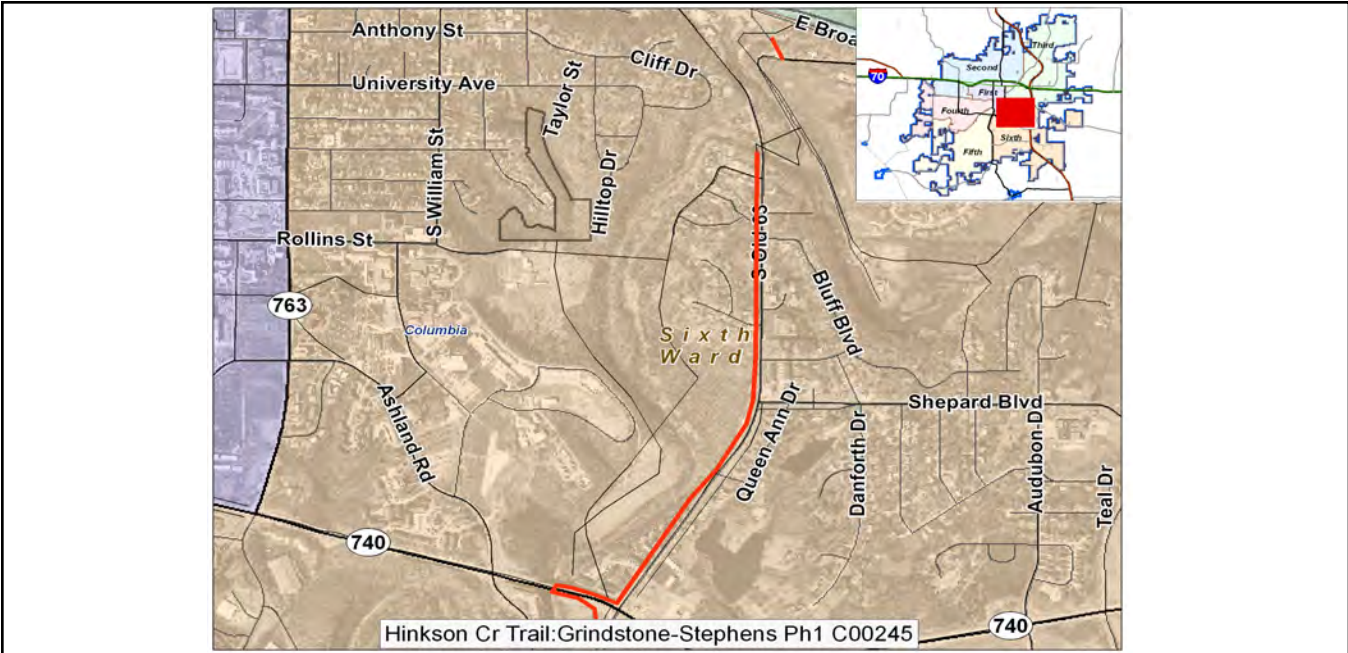 Anthony St
E Broa
Cliff Dr
University Ave
Taylor St
S William St
Hilltop Dr
Rollins St
S Old 63
Bluff Blvd
763
Columbia
Sixth
Ward
Ashland Rd
Queen Ann Dr
Shepard Blvd
Danforth Dr
Audubon D
Teal Dr
740
740
Hinkson Cr Trail:Grindstone-Stephens Ph1 C00245
Third
Second
70
First
Fourth
Sixth
Fifth